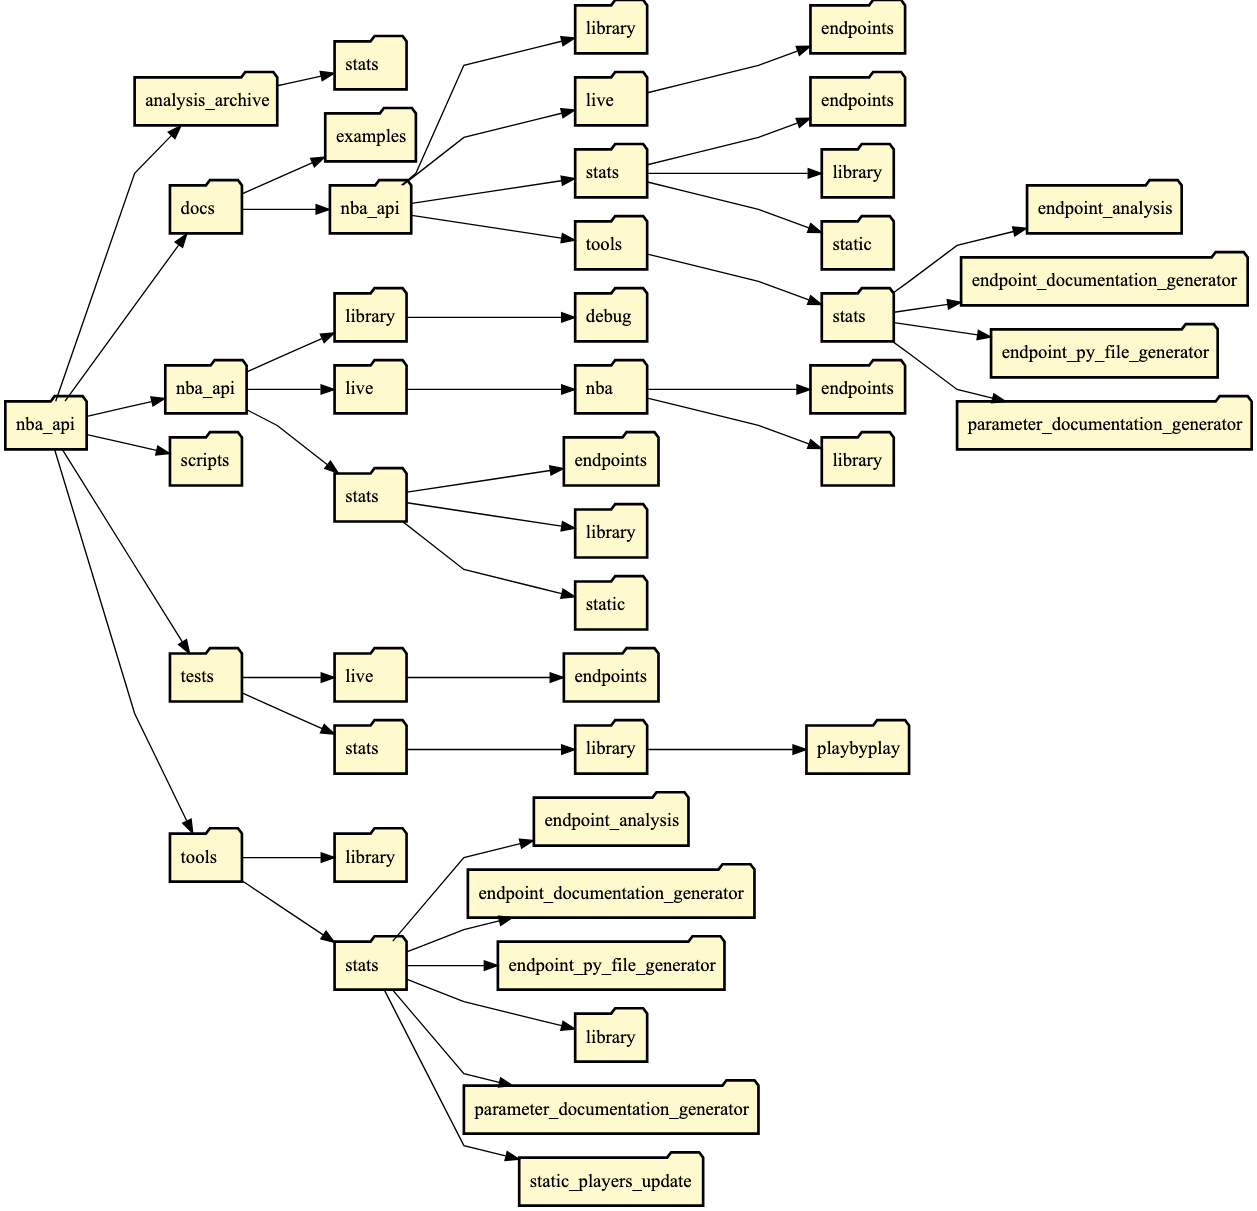 library
endpoints
stats
analysis_archive
live
endpoints
examples
stats
library
docs
nba_api
endpoint_analysis
tools
static
endpoint_documentation_generator
library
debug
stats
endpoint_py_file_generator
nba_api
live
nba
endpoints
nba_api
parameter_documentation_generator
scripts
endpoints
library
stats
library
static
tests
live
endpoints
stats
library
playbyplay
endpoint_analysis
tools
library
endpoint_documentation_generator
stats
endpoint_py_file_generator
library
parameter_documentation_generator
static_players_update